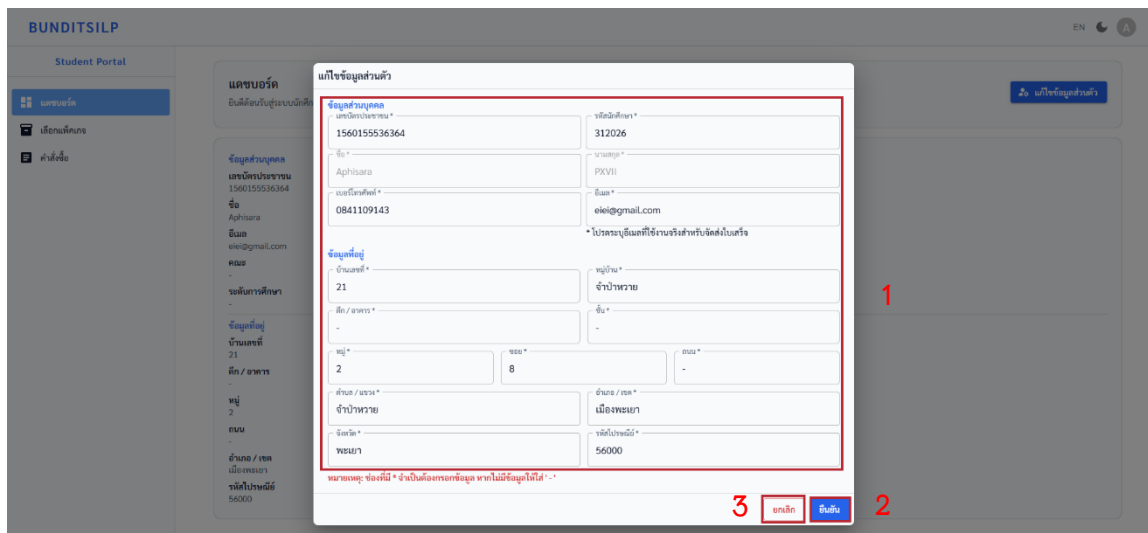 BUNDITSILP
EN
A
Student Portal
แดชบอร์ด
เลือกแพ็คเกจ
คำสั่งซื้อ
แดชบอร์ด
ยินดีต้อนรับสู่ระบบนักศึก
แก้ไขข้อมูลส่วนตัว
ข้อมูลส่วนบุคคล
เลขบัตรประชาชน
1560155536364
ชื่อ
Aphisara
อีเมล
eiei@gmail.com
คณะ
-
ระดับการศึกษา
-
ข้อมูลที่อยู่
บ้านเลขที่
21
ตึก / อาคาร
-
หมู่
2
ถนน
-
อำเภอ / เขต
เมืองพะเยา
รหัสไปรษณีย์
56000
แก้ไขข้อมูลส่วนตัว
ข้อมูลส่วนบุคคล
เลขบัตรประชาชน * รหัสนักศึกษา *
1560155536364 312026
ชื่อ * นามสกุล *
Aphisara PXVII
เบอร์โทรศัพท์ * อีเมล *
0841109143 eiei@gmail.com
* โปรดระบุอีเมลที่ใช้งานจริงสำหรับจัดส่งใบเสร็จ
ข้อมูลที่อยู่
บ้านเลขที่ * หมู่บ้าน *
21 จำป่าหวาย
ตึก / อาคาร * ชั้น *
- -
หมู่ * ซอย * ถนน *
2 8 -
ตำบล / แขวง * อำเภอ / เขต *
จำป่าหวาย เมืองพะเยา
จังหวัด * รหัสไปรษณีย์ *
พะเยา 56000
หมายเหตุ: ช่องที่มี * จำเป็นต้องกรอกข้อมูล หากไม่มีข้อมูลให้ใส่ ' - '
1
3 ยกเลิก ยืนยัน 2